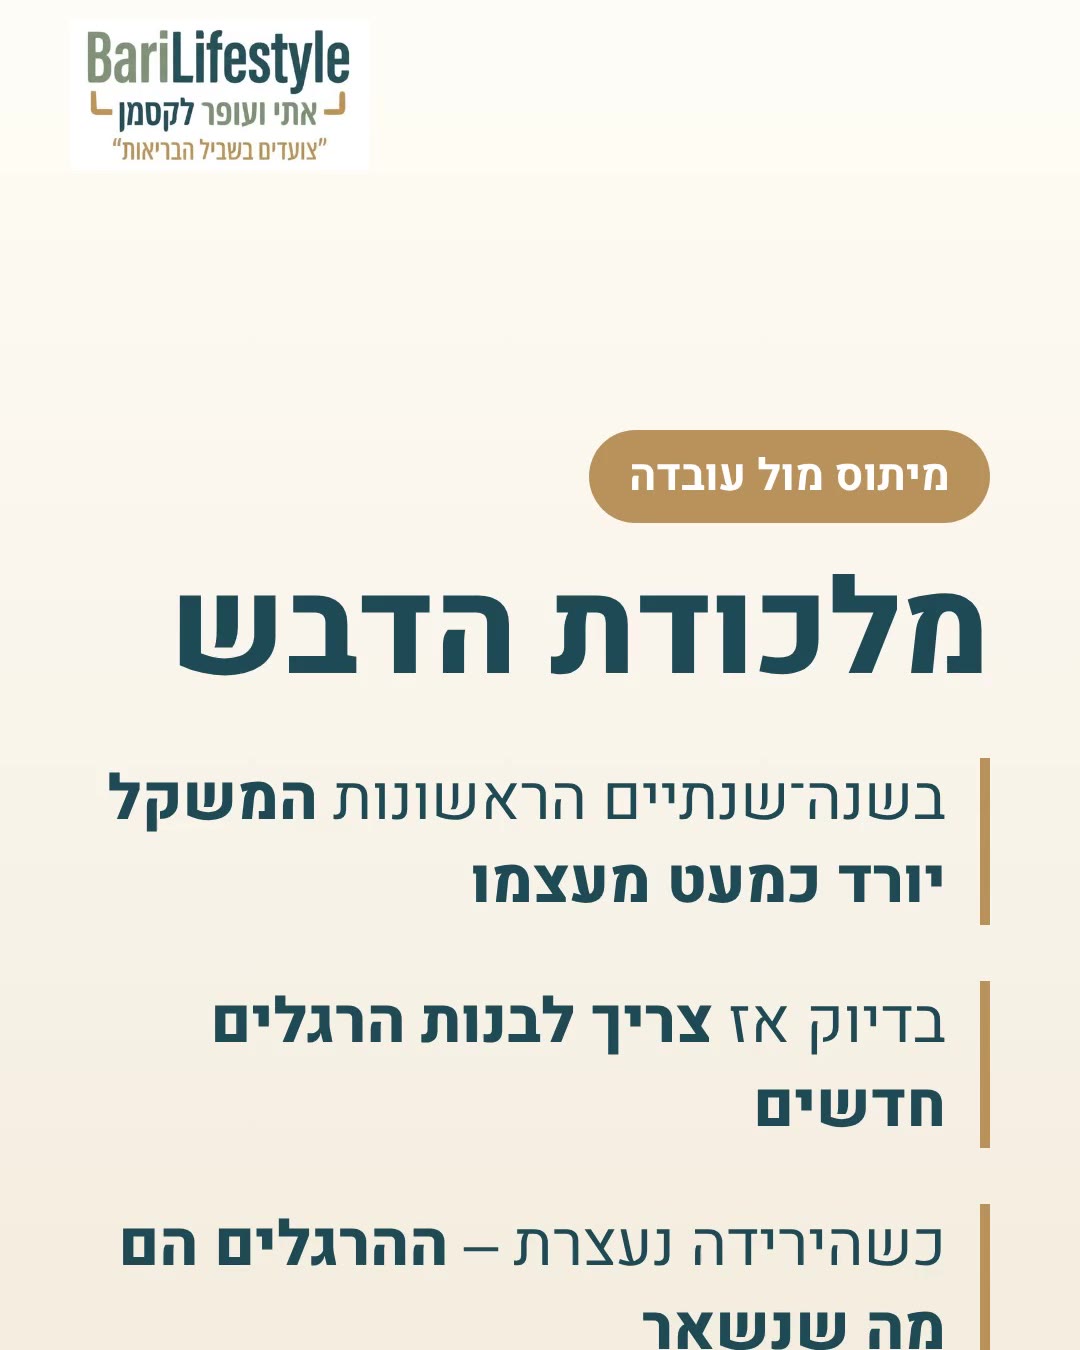 BariLifestyle
אתי ועופר לקסמן
"צועדים בשביל הבריאות"
מיתוס מול עובדה
מלכודת הדבש
בשנה־שנתיים הראשונות המשקל
יורד כמעט מעצמו
בדיוק אז צריך לבנות הרגלים
חדשים
כשהירידה נעצרת – ההרגלים הם
מה שנשאר